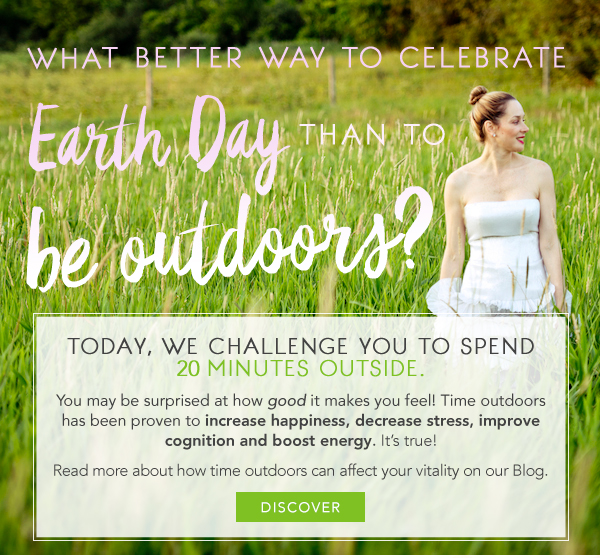 WHAT BETTER WAY TO CELEBRATE
Earth Day THAN TO
be outdoors?
TODAY, WE CHALLENGE YOU TO SPEND
20 MINUTES OUTSIDE.
You may be surprised at how good it makes you feel! Time outdoors
has been proven to increase happiness, decrease stress, improve
cognition and boost energy. It's true!
Read more about how time outdoors can affect your vitality on our Blog.
DISCOVER